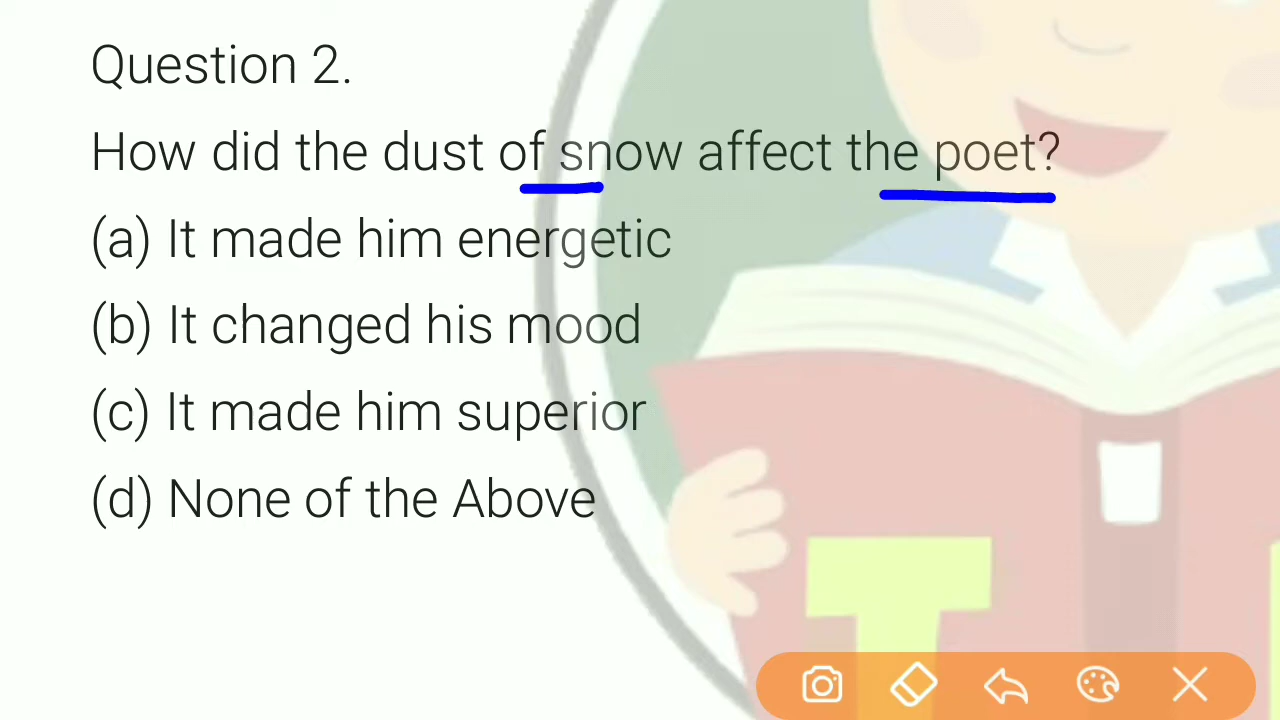 Question 2.
How did the dust of snow affect the poet?
(a) It made him energetic
(b) It changed his mood
(c) It made him superior
(d) None of the Above
T